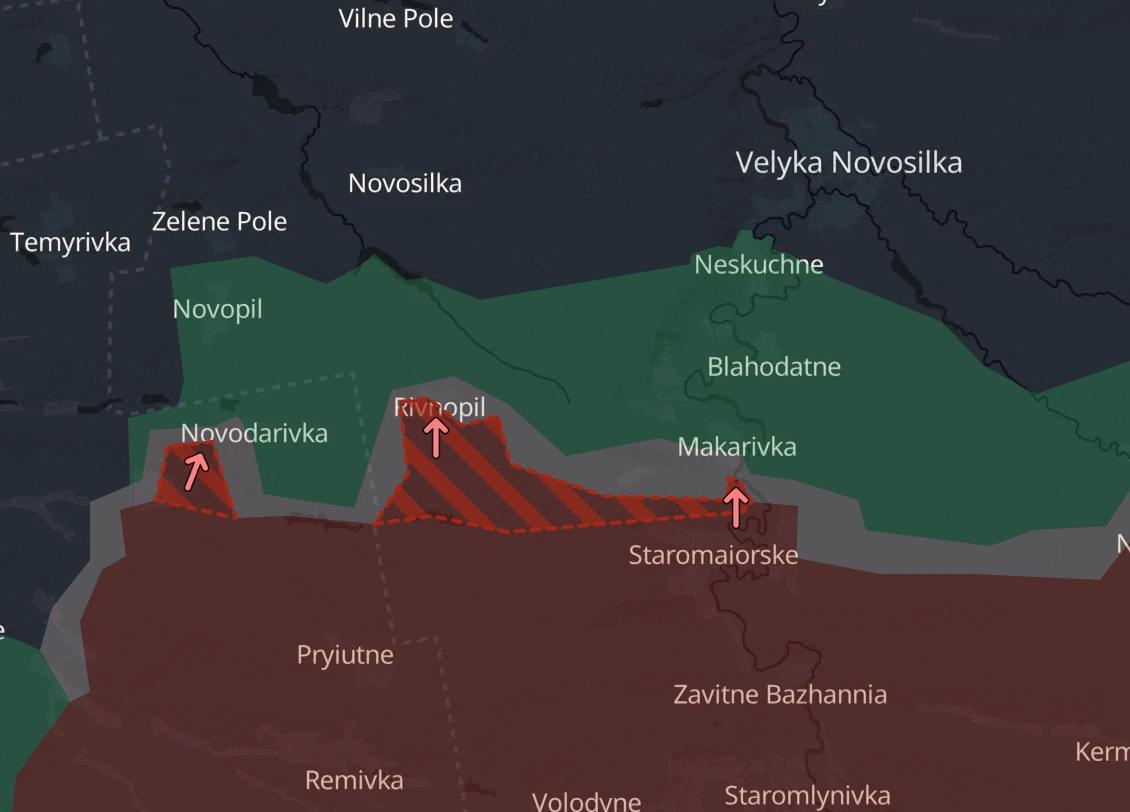 Vilne Pole
Velyka Novosilka
Novosilka
Zelene Pole
Temyrivka
Neskuchne
Novopil
Blahodatne
Rivnopil
Novodarivka
Makarivka
Staromaiorske
N
e
Pryiutne
Zavitne Bazhannia
Kerm
Remivka
Staromlynivka
Volodyne